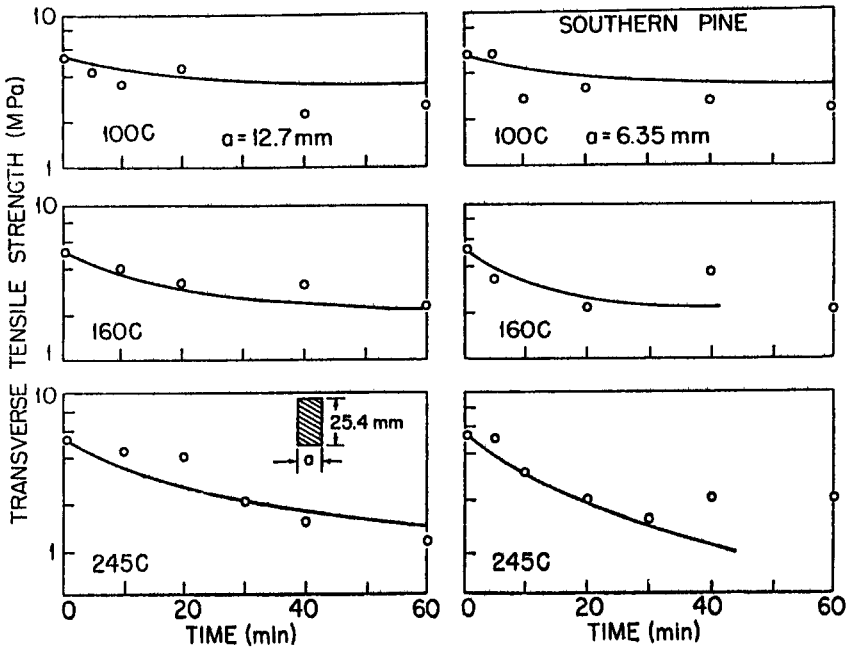 SOUTHERN PINE
TRANSVERSE TENSILE STRENGTH (MPa)
10
1
100C
a = 12.7 mm
100C
a = 6.35 mm
10
1
160C
160C
10
1
245C
25.4 mm
a
245C
0 20 40 60
TIME (min)
0 20 40 60
TIME (min)